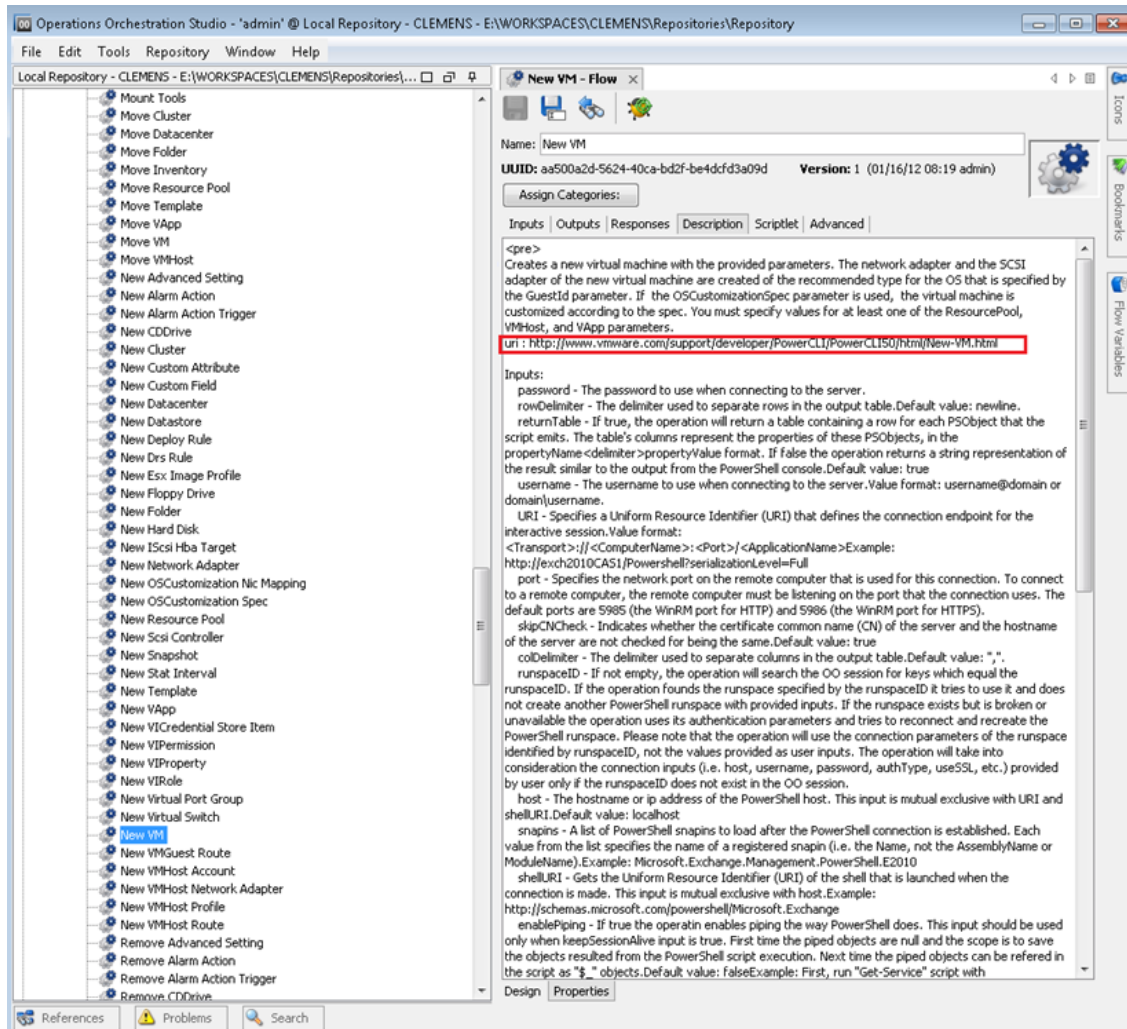 Operations Orchestration Studio - 'admin' @ Local Repository - CLEMENS - E:\WORKSPACES\CLEMENS\Repositories\Repository
File Edit Tools Repository Window Help
Local Repository - CLEMENS - E:\WORKSPACES\CLEMENS\Repositories\...
Mount Tools
Move Cluster
Move Datacenter
Move Folder
Move Inventory
Move Resource Pool
Move Template
Move VApp
Move VM
Move VMHost
New Advanced Setting
New Alarm Action
New Alarm Action Trigger
New CDDrive
New Cluster
New Custom Attribute
New Custom Field
New Datacenter
New Datastore
New Deploy Rule
New Drs Rule
New Esx Image Profile
New Floppy Drive
New Folder
New Hard Disk
New IScsi Hba Target
New Network Adapter
New OSCustomization Nic Mapping
New OSCustomization Spec
New Resource Pool
New Scsi Controller
New Snapshot
New Stat Interval
New Template
New VApp
New VICredential Store Item
New VIPermission
New VIProperty
New VIRole
New Virtual Port Group
New Virtual Switch
New VM
New VMGuest Route
New VMHost Account
New VMHost Network Adapter
New VMHost Profile
New VMHost Route
Remove Advanced Setting
Remove Alarm Action
Remove Alarm Action Trigger
Remove CDDrive
New VM - Flow
Name: New VM
UUID: aa500a2d-5624-40ca-bd2f-be4dcfd3a09d Version: 1 (01/16/12 08:19 admin)
Assign Categories:
Inputs Outputs Responses Description Scriptlet Advanced
<pre>
Creates a new virtual machine with the provided parameters. The network adapter and the SCSI
adapter of the new virtual machine are created of the recommended type for the OS that is specified by
the GuestId parameter. If the OSCustomizationSpec parameter is used, the virtual machine is
customized according to the spec. You must specify values for at least one of the ResourcePool,
VMHost, and VApp parameters.
uri : http://www.vmware.com/support/developer/PowerCLI/PowerCLI50/html/New-VM.html
Inputs:
password - The password to use when connecting to the server.
rowDelimiter - The delimiter used to separate rows in the output table.Default value: newline.
returnTable - If true, the operation will return a table containing a row for each PSObject that the
script emits. The table's columns represent the properties of these PSObjects, in the
propertyName<delimiter>propertyValue format. If false the operation returns a string representation of
the result similar to the output from the PowerShell console.Default value: true
username - The username to use when connecting to the server.Value format: username@domain or
domain\username.
URI - Specifies a Uniform Resource Identifier (URI) that defines the connection endpoint for the
interactive session.Value format:
<Transport>://<ComputerName>:<Port>/<ApplicationName>Example:
http://exch2010CAS1/Powershell?serializationLevel=Full
port - Specifies the network port on the remote computer that is used for this connection. To connect
to a remote computer, the remote computer must be listening on the port that the connection uses. The
default ports are 5985 (the WinRM port for HTTP) and 5986 (the WinRM port for HTTPS).
skipCNCheck - Indicates whether the certificate common name (CN) of the server and the hostname
of the server are not checked for being the same.Default value: true
colDelimiter - The delimiter used to separate columns in the output table.Default value: ",".
runspaceID - If not empty, the operation will search the OO session for keys which equal the
runspaceID. If the operation founds the runspace specified by the runspaceID it tries to use it and does
not create another PowerShell runspace with provided inputs. If the runspace exists but is broken or
unavailable the operation uses its authentication parameters and tries to reconnect and recreate the
PowerShell runspace. Please note that the operation will use the connection parameters of the runspace
identified by runspaceID, not the values provided as user inputs. The operation will take into
consideration the connection inputs (i.e. host, username, password, authType, useSSL, etc.) provided
by user only if the runspaceID does not exist in the OO session.
host - The hostname or ip address of the PowerShell host. This input is mutual exclusive with URI and
shellURI.Default value: localhost
snapins - A list of PowerShell snapins to load after the PowerShell connection is established. Each
value from the list specifies the name of a registered snapin (i.e. the Name, not the AssemblyName or
ModuleName).Example: Microsoft.Exchange.Management.PowerShell.E2010
shellURI - Gets the Uniform Resource Identifier (URI) of the shell that is launched when the
connection is made. This input is mutual exclusive with host.Example:
http://schemas.microsoft.com/powershell/Microsoft.Exchange
enablePiping - If true the operatin enables piping the way PowerShell does. This input should be used
only when keepSessionAlive input is true. First time the piped objects are null and the scope is to save
the objects resulted from the PowerShell script execution. Next time the piped objects can be refered in
the script as "$_" objects.Default value: falseExample: First, run "Get-Service" script with
Design Properties
Icons
Bookmarks
Flow Variables
References Problems Search